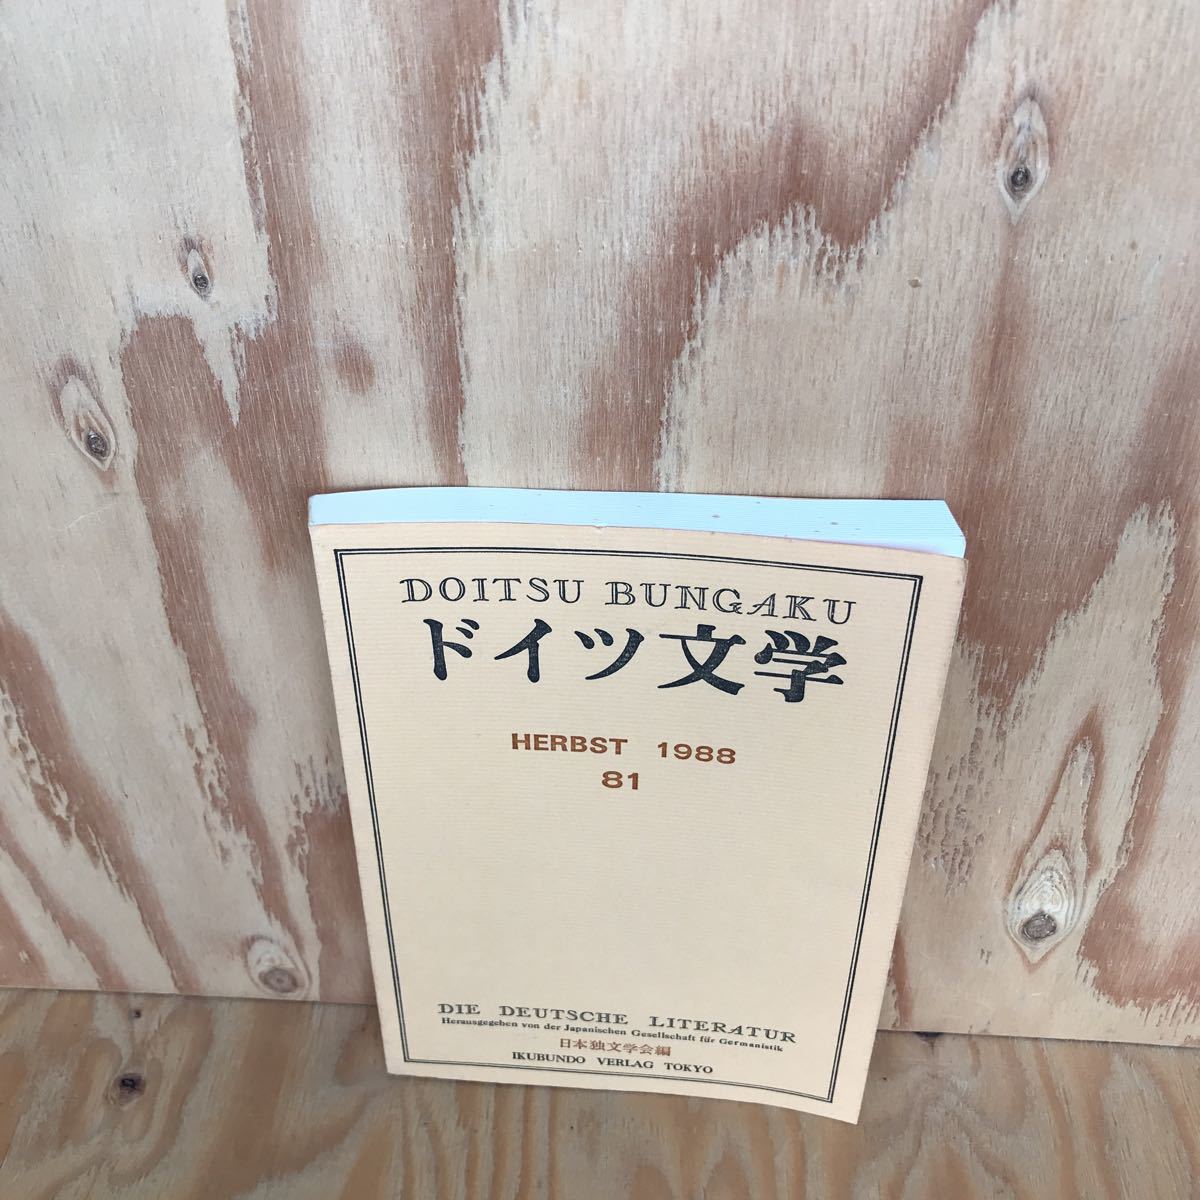 DOITSU BUNGAKU
ドイツ文学
HERBST 1988
81
DIE DEUTSCHE LITERATUR
Herausgegeben von der Japanischen Gesellschaft für Germanistik
日本独文学会編
IKUBUNDO VERLAG TOKYO